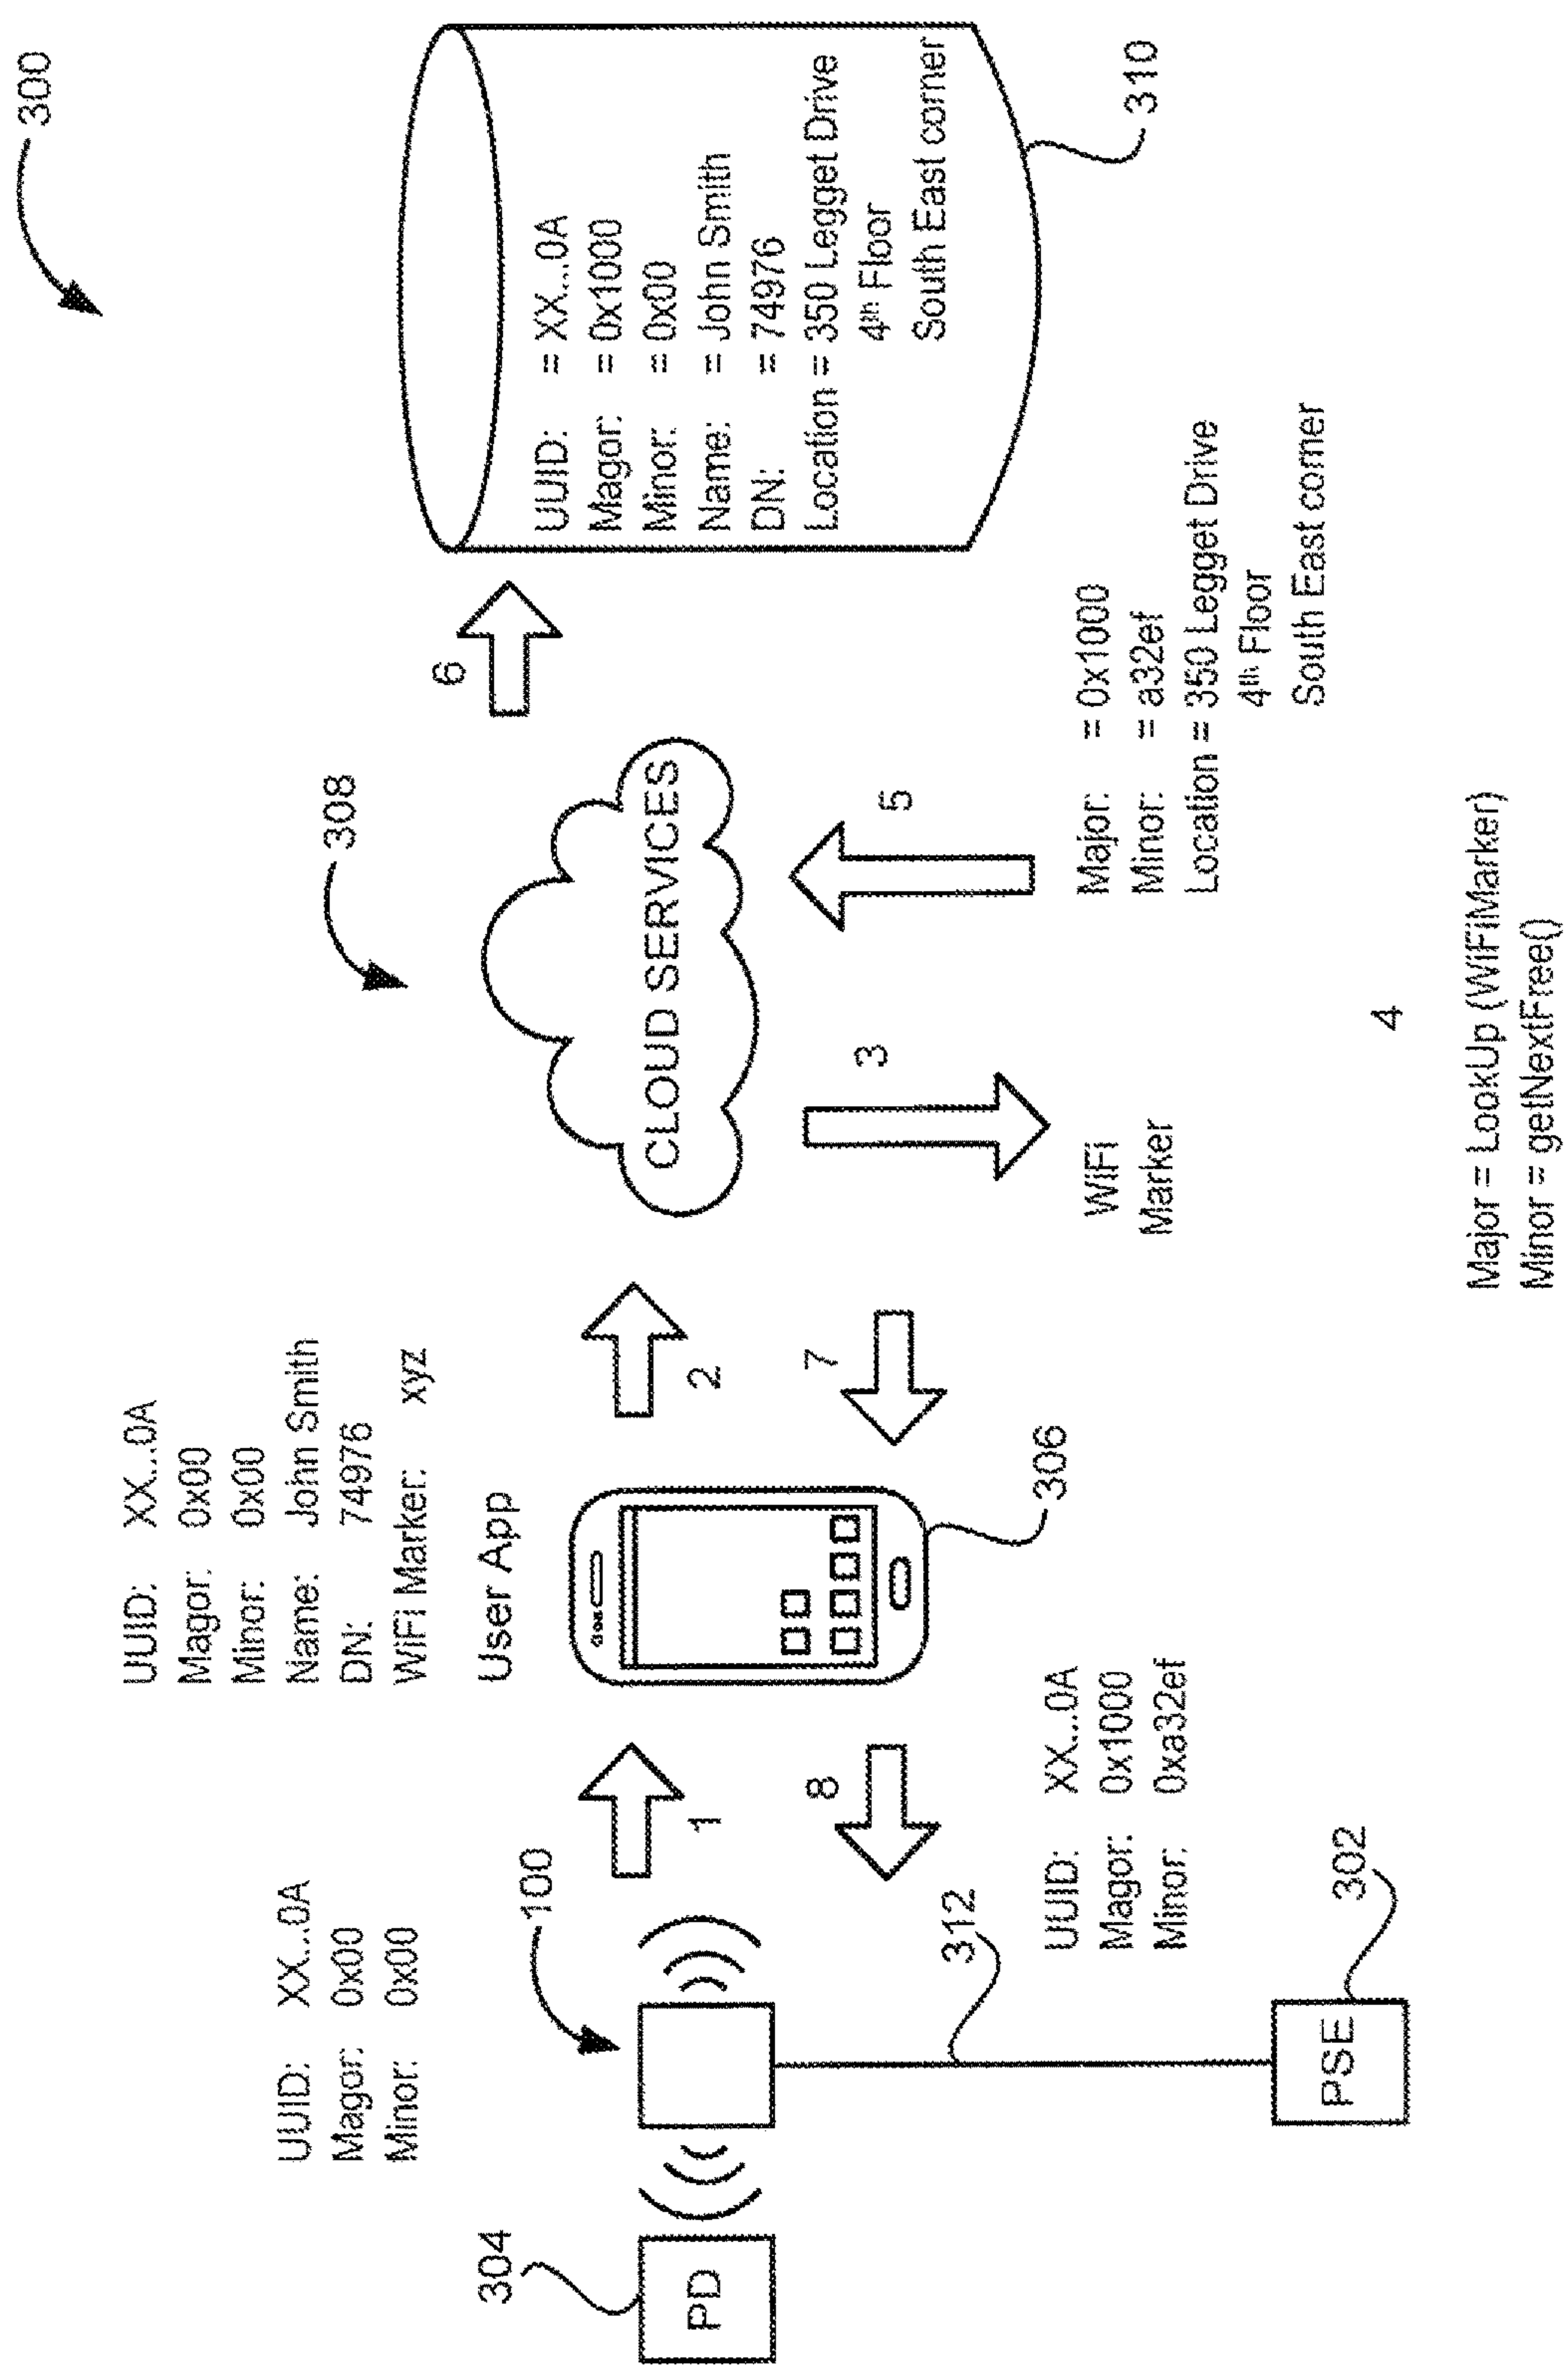 300
UUID: XX...0A
Magor: 0x00
Minor: 0x00
Name: John Smith
DN: 74976
WiFi Marker: xyz
User App
UUID: XX...0A
Magor: 0x00
Minor: 0x00
304
PD
100
1
2
308
CLOUD SERVICES
6
UUID: = XX...0A
Magor: = 0x1000
Minor: = 0x00
Name: = John Smith
DN: = 74976
Location = 350 Legget Drive
4th Floor
South East corner
310
8
7
3
5
312
UUID: XX...0A
Magor: 0x1000
Minor: 0xa32ef
306
WiFi
Marker
Major: = 0x1000
Minor: = a32ef
Location = 350 Legget Drive
4th Floor
South East corner
PSE
302
4
Major = LookUp (WiFiMarker)
Minor = getNextFree()